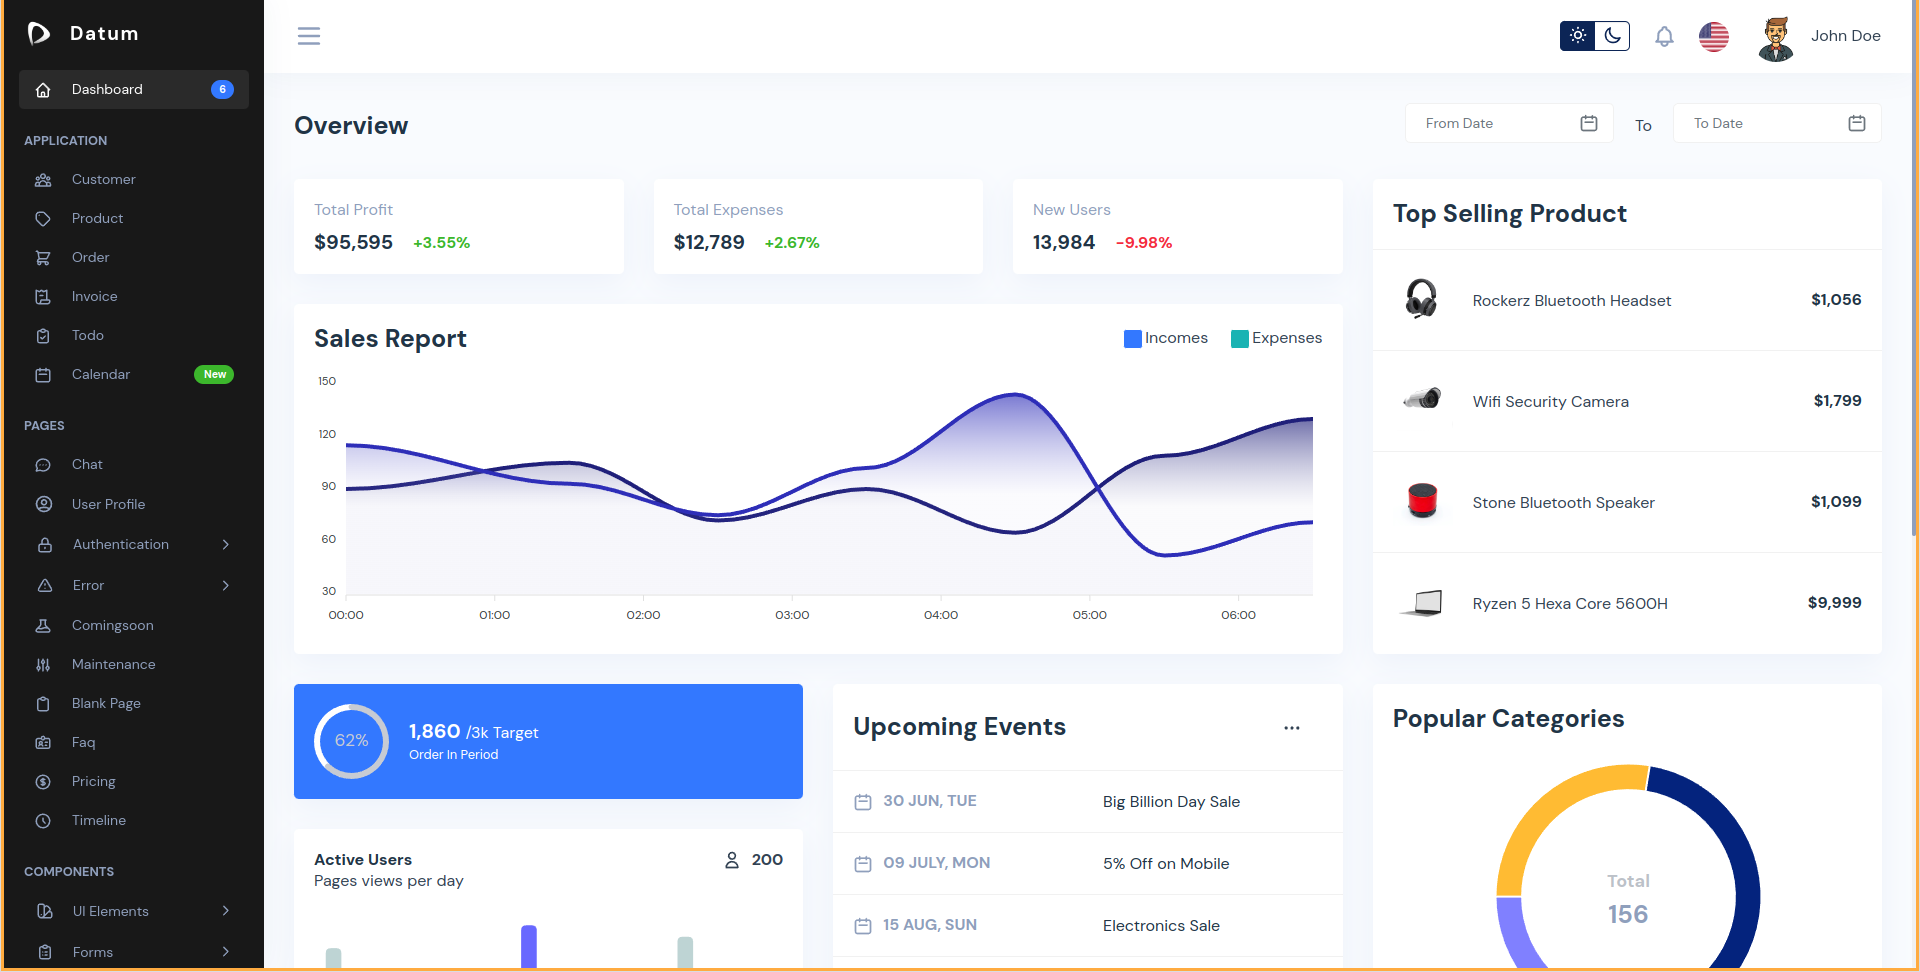 Datum
Dashboard 6
APPLICATION
Customer
Product
Order
Invoice
Todo
Calendar New
PAGES
Chat
User Profile
Authentication
Error
Comingsoon
Maintenance
Blank Page
Faq
Pricing
Timeline
COMPONENTS
UI Elements
Forms
John Doe
Overview
From Date To To Date
Total Profit
$95,595 +3.55%
Total Expenses
$12,789 +2.67%
New Users
13,984 -9.98%
Sales Report
Incomes Expenses
150
120
90
60
30
00:00 01:00 02:00 03:00 04:00 05:00 06:00
Top Selling Product
Rockerz Bluetooth Headset $1,056
Wifi Security Camera $1,799
Stone Bluetooth Speaker $1,099
Ryzen 5 Hexa Core 5600H $9,999
62%
1,860 /3k Target
Order In Period
Active Users 200
Pages views per day
Upcoming Events
30 JUN, TUE Big Billion Day Sale
09 JULY, MON 5% Off on Mobile
15 AUG, SUN Electronics Sale
Popular Categories
Total
156